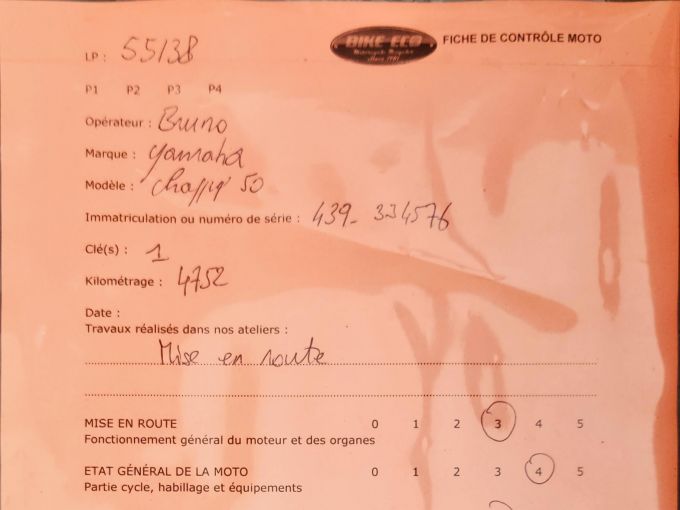 LP : 55138
BIKE-ECO
FICHE DE CONTRÔLE MOTO
P1 P2 P3 P4
Opérateur : Bruno
Marque : Yamaha
Modèle : Chappy 50
Immatriculation ou numéro de série : 439-334576
Clé(s) : 1
Kilométrage : 4752
Date :
Travaux réalisés dans nos ateliers :
Mise en route
MISE EN ROUTE 0 1 2 3 4 5
Fonctionnement général du moteur et des organes
ETAT GÉNÉRAL DE LA MOTO 0 1 2 3 4 5
Partie cycle, habillage et équipements